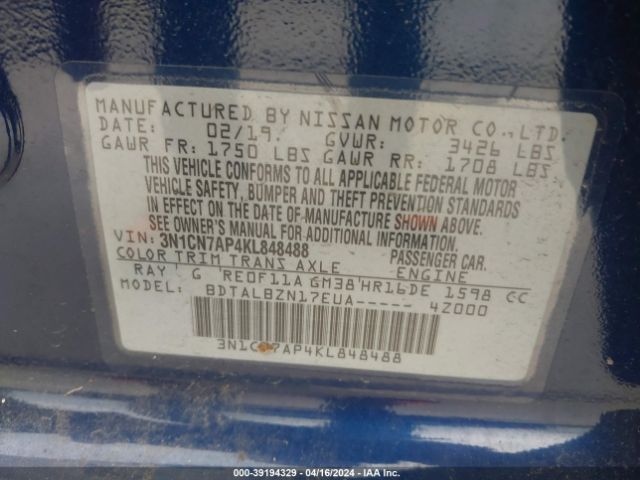 MANUFACTURED BY NISSAN MOTOR CO., LTD.
DATE: 02/19. GVWR: 3426 LBS
GAWR FR: 1750 LBS GAWR RR: 1708 LBS
THIS VEHICLE CONFORMS TO ALL APPLICABLE FEDERAL MOTOR
VEHICLE SAFETY, BUMPER AND THEFT PREVENTION STANDARDS
IN EFFECT ON THE DATE OF MANUFACTURE SHOWN ABOVE.
SEE OWNER'S MANUAL FOR ADDITIONAL INFORMATION.
VIN: 3N1CN7AP4KL848488 PASSENGER CAR.
COLOR TRIM TRANS AXLE ENGINE
RAY G RE0F11A GM38 HR16DE 1598 CC
MODEL: BDTALBZN17EUA----- 4Z000
3N1CN7AP4KL848488
000-39194329 - 04/16/2024 - IAA Inc.